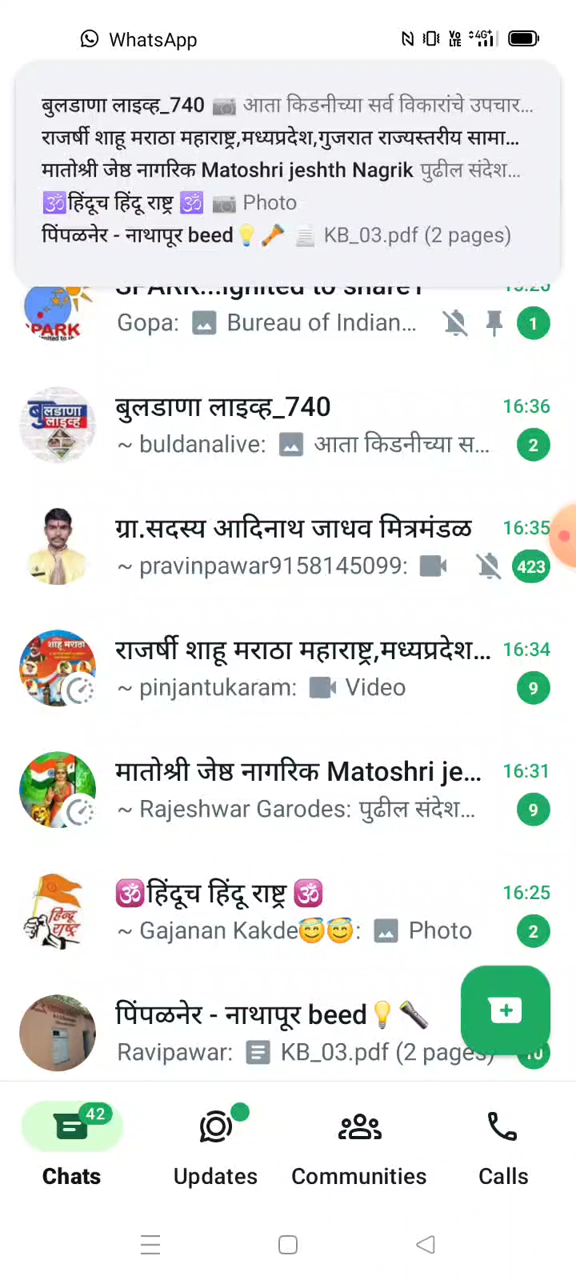 WhatsApp
बुलडाणा लाइव्ह_740 📷 आता किडनीच्या सर्व विकारांचे उपचार...
राजर्षी शाहू मराठा महाराष्ट्र,मध्यप्रदेश,गुजरात राज्यस्तरीय सामा...
मातोश्री जेष्ठ नागरिक Matoshri jeshth Nagrik पुढील संदेश...
🕉️हिंदूच हिंदू राष्ट्र 🕉️ 📷 Photo
पिंपळनेर - नाथापूर beed💡🔦 📄 KB_03.pdf (2 pages)
SPARK...ignited to share1
Gopa: Bureau of Indian... 1
बुलडाणा लाइव्ह_740 16:36
~ buldanalive: आता किडनीच्या स... 2
ग्रा.सदस्य आदिनाथ जाधव मित्रमंडळ 16:35
~ pravinpawar9158145099: 423
राजर्षी शाहू मराठा महाराष्ट्र,मध्यप्रदेश... 16:34
~ pinjantukaram: Video 9
मातोश्री जेष्ठ नागरिक Matoshri je... 16:31
~ Rajeshwar Garodes: पुढील संदेश... 9
🕉️हिंदूच हिंदू राष्ट्र 🕉️ 16:25
~ Gajanan Kakde😇😇: Photo 2
पिंपळनेर - नाथापूर beed💡🔦
Ravipawar: KB_03.pdf (2 pages)
42
Chats Updates Communities Calls